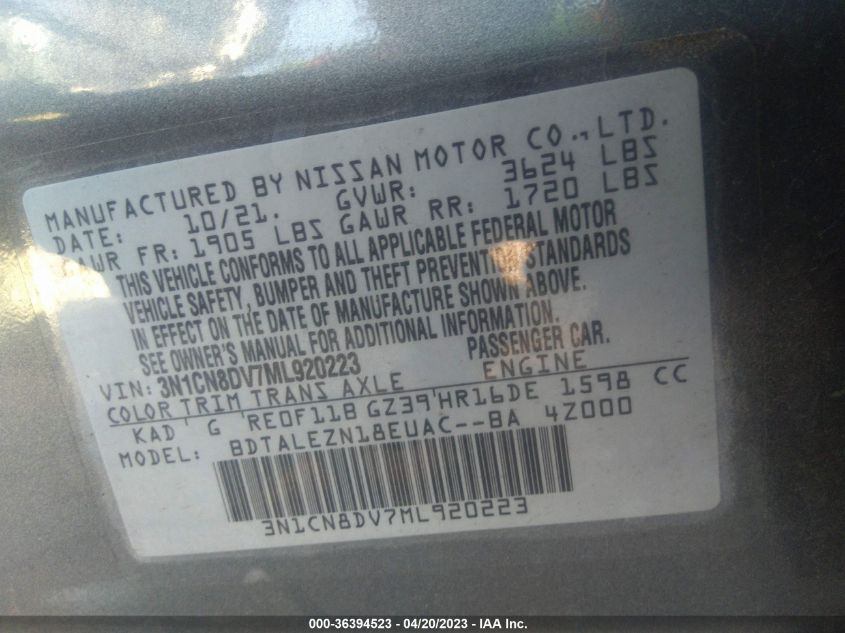 MANUFACTURED BY NISSAN MOTOR CO.,LTD.
DATE: 10/21. GVWR: 3624 LBS
GAWR FR: 1905 LBS GAWR RR: 1720 LBS
THIS VEHICLE CONFORMS TO ALL APPLICABLE FEDERAL MOTOR
VEHICLE SAFETY, BUMPER AND THEFT PREVENTION STANDARDS
IN EFFECT ON THE DATE OF MANUFACTURE SHOWN ABOVE.
SEE OWNER'S MANUAL FOR ADDITIONAL INFORMATION.
VIN: 3N1CN8DV7ML920223 PASSENGER CAR.
COLOR TRIM TRANS AXLE ENGINE
KAD G RE0F11B GZ39 HR16DE 1598 CC
MODEL: BDTALEZN18EUAC--BA 4Z000
3N1CN8DV7ML920223
000-36394523 - 04/20/2023 - IAA Inc.